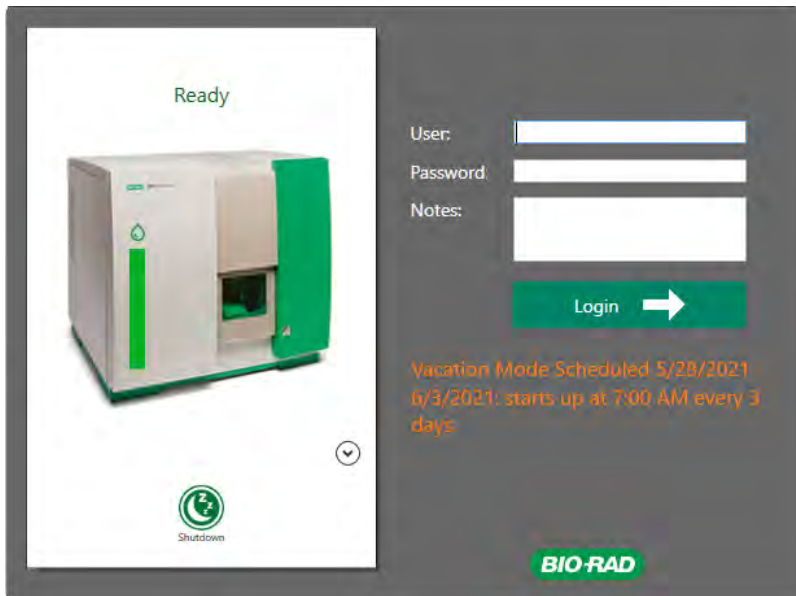 Ready
User:
Password
Notes:
Login
Vacation Mode Scheduled 5/28/2021 -
6/3/2021: starts up at 7:00 AM every 3
days
z z z
Shutdown
BIO-RAD